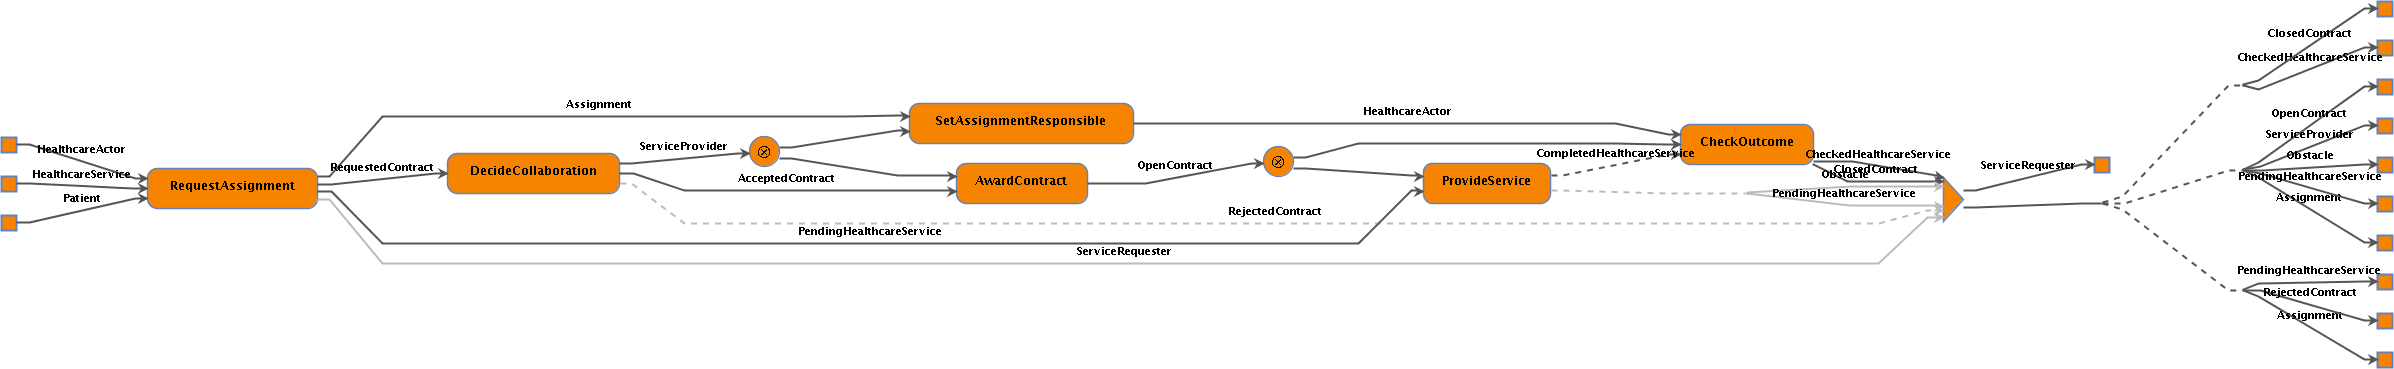 HealthcareActor
HealthcareService
Patient
RequestAssignment
Assignment
RequestedContract
DecideCollaboration
ServiceProvider
AcceptedContract
RejectedContract
PendingHealthcareService
ServiceRequester
SetAssignmentResponsible
AwardContract
HealthcareActor
OpenContract
ProvideService
CompletedHealthcareService
PendingHealthcareService
CheckOutcome
CheckedHealthcareService
ClosedContract
Obstacle
ServiceRequester
ClosedContract
CheckedHealthcareService
OpenContract
ServiceProvider
Obstacle
PendingHealthcareService
Assignment
PendingHealthcareService
RejectedContract
Assignment